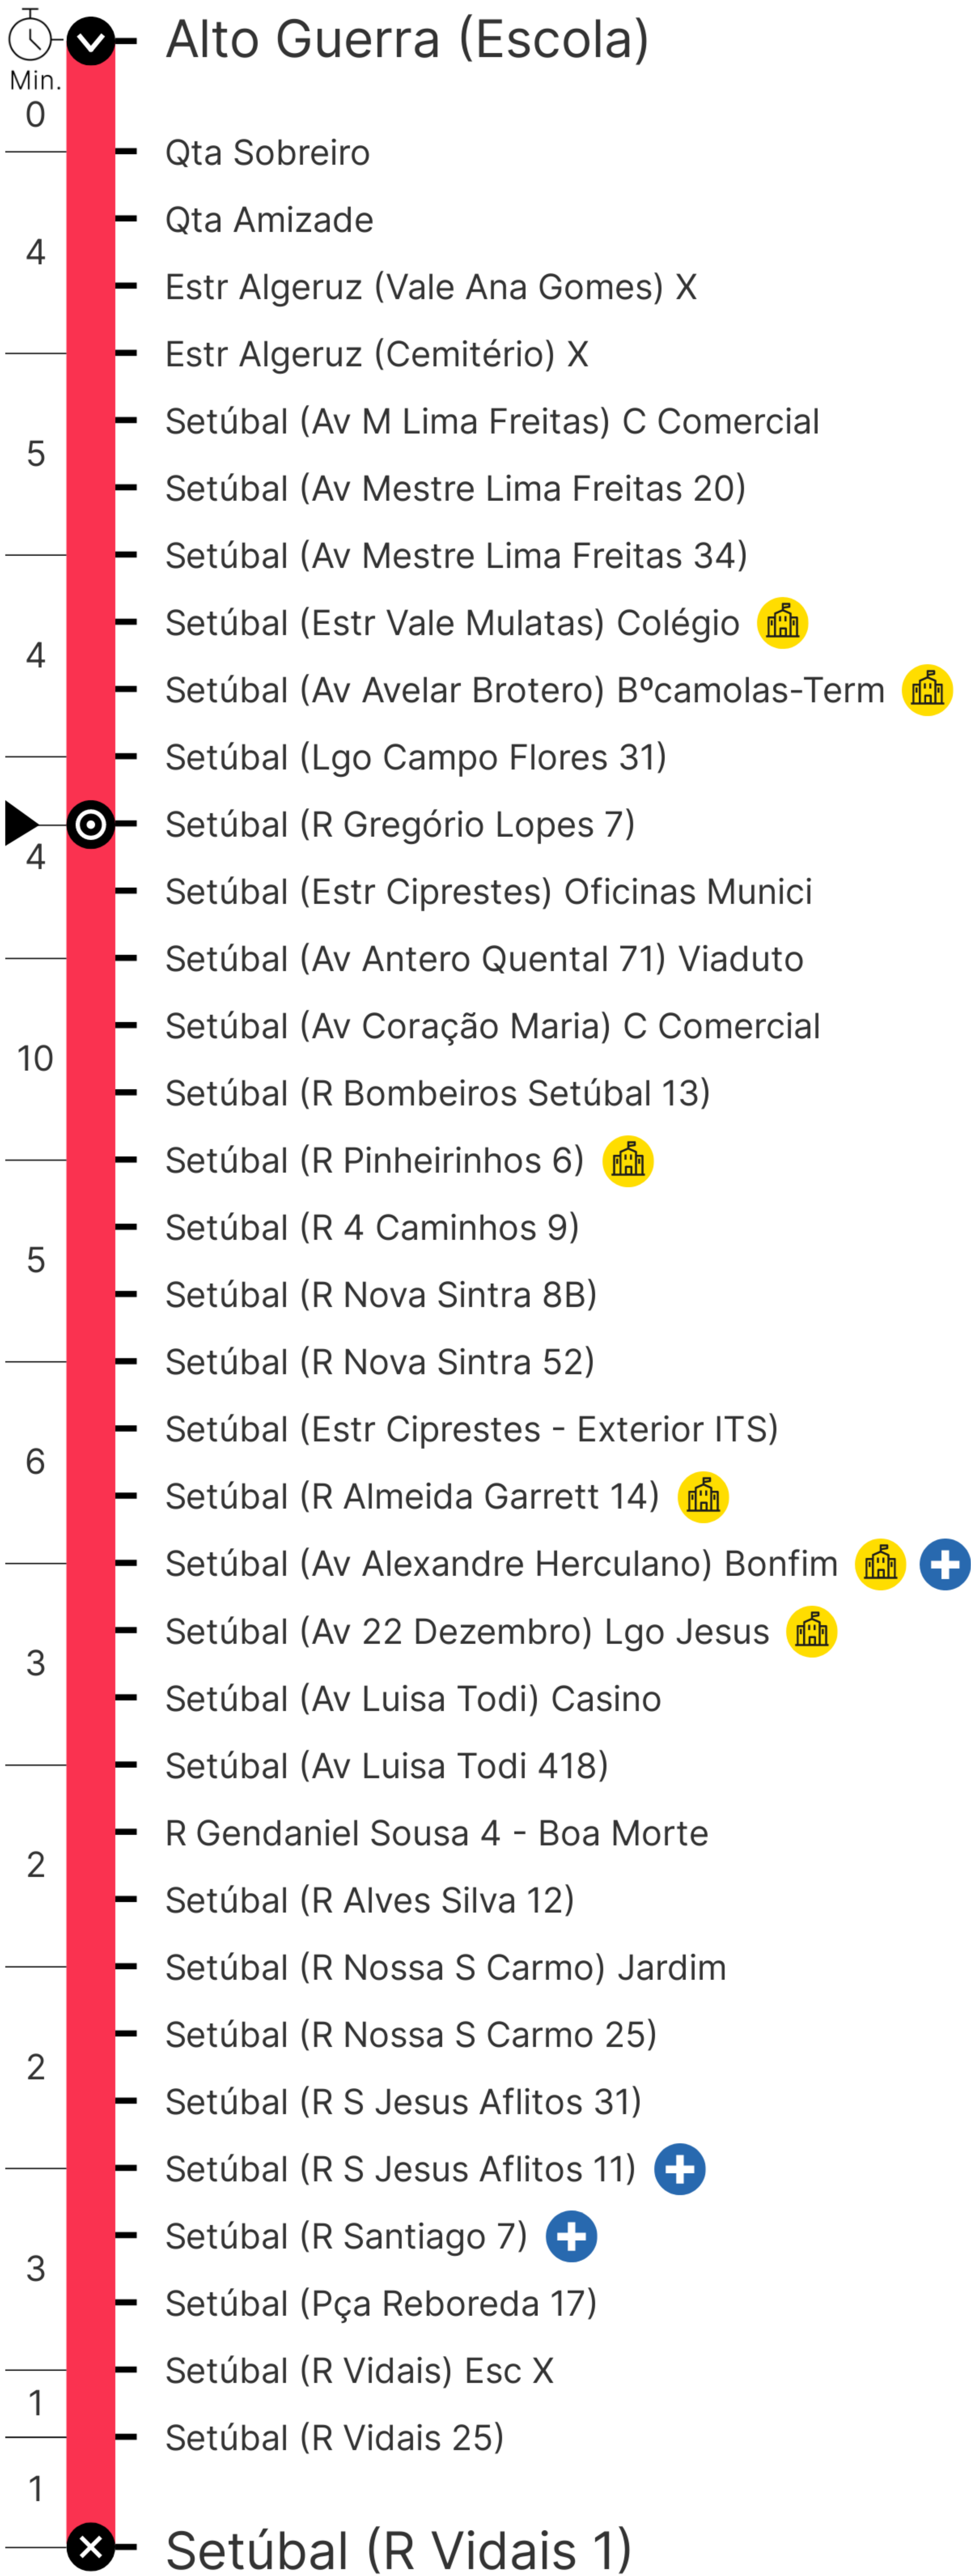 Alto Guerra (Escola)
Min.
0
Qta Sobreiro
Qta Amizade
4
Estr Algeruz (Vale Ana Gomes) X
Estr Algeruz (Cemitério) X
Setúbal (Av M Lima Freitas) C Comercial
5
Setúbal (Av Mestre Lima Freitas 20)
Setúbal (Av Mestre Lima Freitas 34)
Setúbal (Estr Vale Mulatas) Colégio
4
Setúbal (Av Avelar Brotero) Bºcamolas-Term
Setúbal (Lgo Campo Flores 31)
Setúbal (R Gregório Lopes 7)
4
Setúbal (Estr Ciprestes) Oficinas Munici
Setúbal (Av Antero Quental 71) Viaduto
Setúbal (Av Coração Maria) C Comercial
10
Setúbal (R Bombeiros Setúbal 13)
Setúbal (R Pinheirinhos 6)
Setúbal (R 4 Caminhos 9)
5
Setúbal (R Nova Sintra 8B)
Setúbal (R Nova Sintra 52)
Setúbal (Estr Ciprestes - Exterior ITS)
6
Setúbal (R Almeida Garrett 14)
Setúbal (Av Alexandre Herculano) Bonfim
Setúbal (Av 22 Dezembro) Lgo Jesus
3
Setúbal (Av Luisa Todi) Casino
Setúbal (Av Luisa Todi 418)
R Gendaniel Sousa 4 - Boa Morte
2
Setúbal (R Alves Silva 12)
Setúbal (R Nossa S Carmo) Jardim
Setúbal (R Nossa S Carmo 25)
2
Setúbal (R S Jesus Aflitos 31)
Setúbal (R S Jesus Aflitos 11)
Setúbal (R Santiago 7)
3
Setúbal (Pça Reboreda 17)
Setúbal (R Vidais) Esc X
1
Setúbal (R Vidais 25)
1
Setúbal (R Vidais 1)